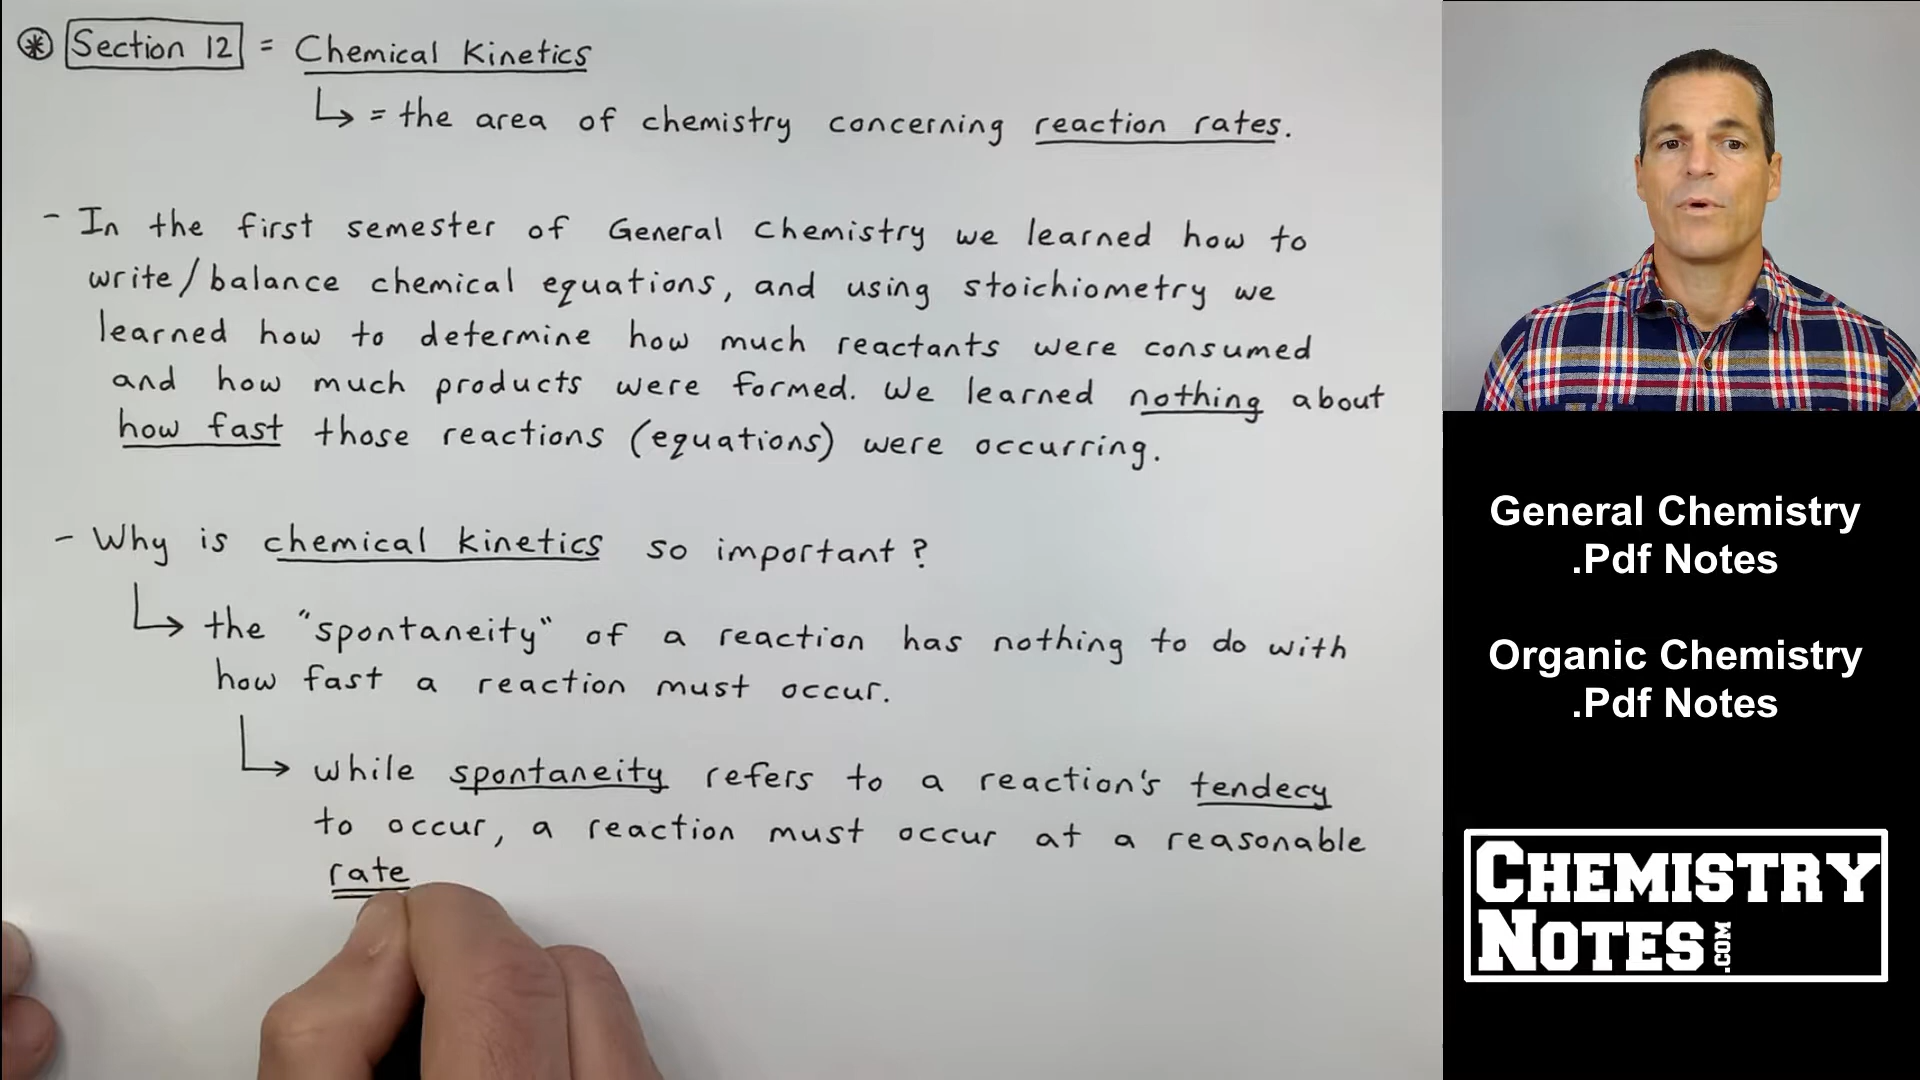 ⊛ Section 12 = Chemical Kinetics
↳ = the area of chemistry concerning reaction rates.
- In the first semester of General Chemistry we learned how to
write/balance chemical equations, and using stoichiometry we
learned how to determine how much reactants were consumed
and how much products were formed. We learned nothing about
how fast those reactions (equations) were occurring.
- Why is chemical kinetics so important?
↳ the "spontaneity" of a reaction has nothing to do with
how fast a reaction must occur.
↳ while spontaneity refers to a reaction's tendecy
to occur, a reaction must occur at a reasonable
rate
General Chemistry
.Pdf Notes
Organic Chemistry
.Pdf Notes
CHEMISTRY
NOTES.COM